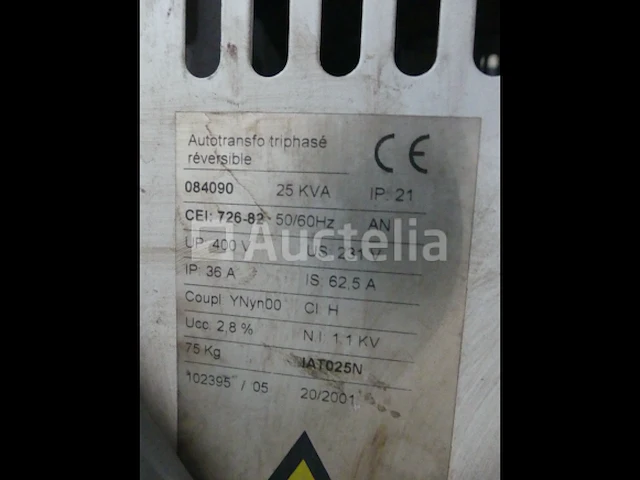 Autotransfo triphasé CE
réversible
084090 25 KVA IP: 21
CEI: 726-82 - 50/60Hz AN
UP: 400 V US: 231 V
Auctelia
IP: 36 A IS: 62,5 A
Coupl YNyn00 Cl H
Ucc 2,8 % N.I 1,1 KV
75 Kg IAT025N
102395 / 05 20/2001